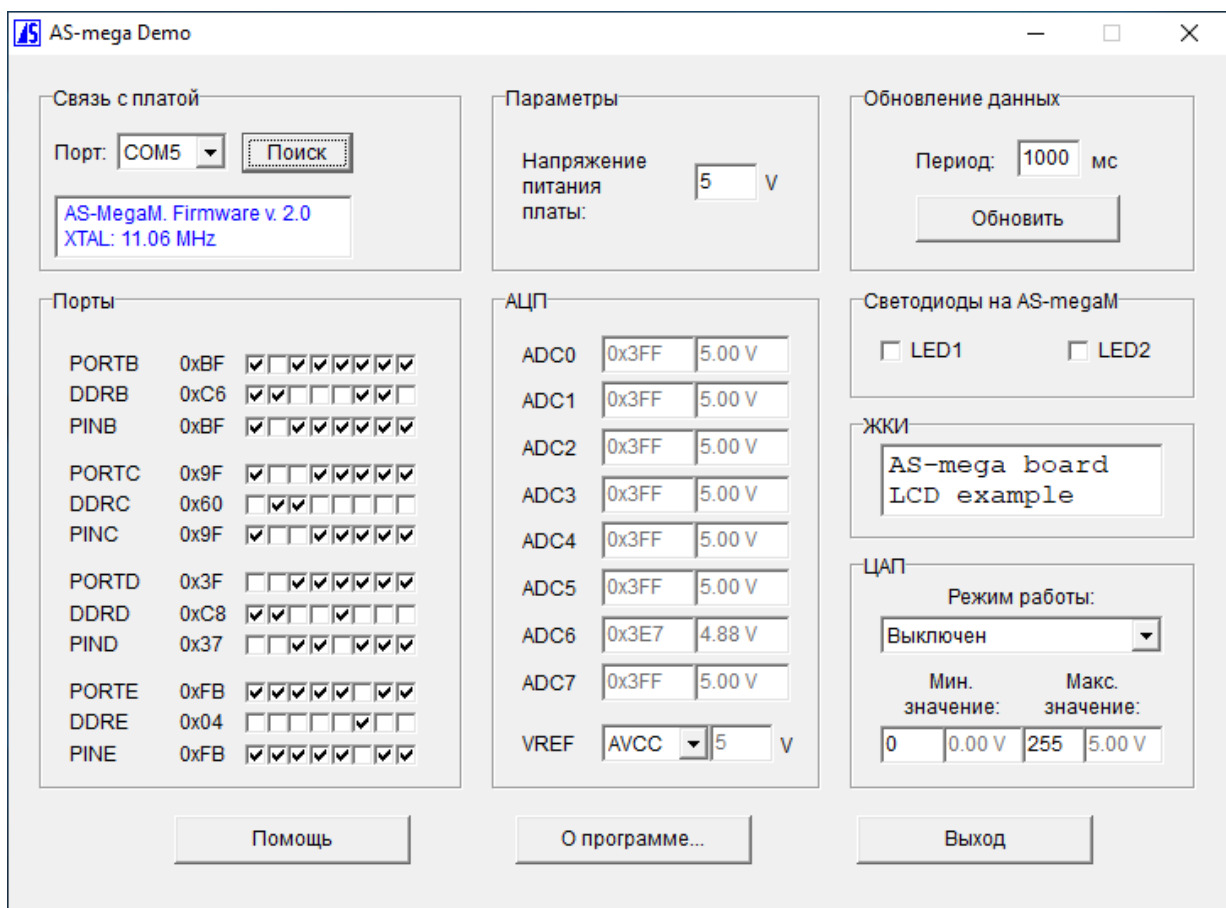 AS-mega Demo
Связь с платой
Порт: COM5 Поиск
AS-MegaM. Firmware v. 2.0
XTAL: 11.06 MHz
Параметры
Напряжение
питания
платы:
5 V
Обновление данных
Период: 1000 мс
Обновить
Порты
PORTB 0xBF
DDRB 0xC6
PINB 0xBF
PORTC 0x9F
DDRC 0x60
PINC 0x9F
PORTD 0x3F
DDRD 0xC8
PIND 0x37
PORTE 0xFB
DDRE 0x04
PINE 0xFB
АЦП
ADC0 0x3FF 5.00 V
ADC1 0x3FF 5.00 V
ADC2 0x3FF 5.00 V
ADC3 0x3FF 5.00 V
ADC4 0x3FF 5.00 V
ADC5 0x3FF 5.00 V
ADC6 0x3E7 4.88 V
ADC7 0x3FF 5.00 V
VREF AVCC 5 V
Светодиоды на AS-megaM
LED1 LED2
ЖКИ
AS-mega board
LCD example
ЦАП
Режим работы:
Выключен
Мин. Макс.
значение: значение:
0 0.00 V 255 5.00 V
Помощь О программе... Выход